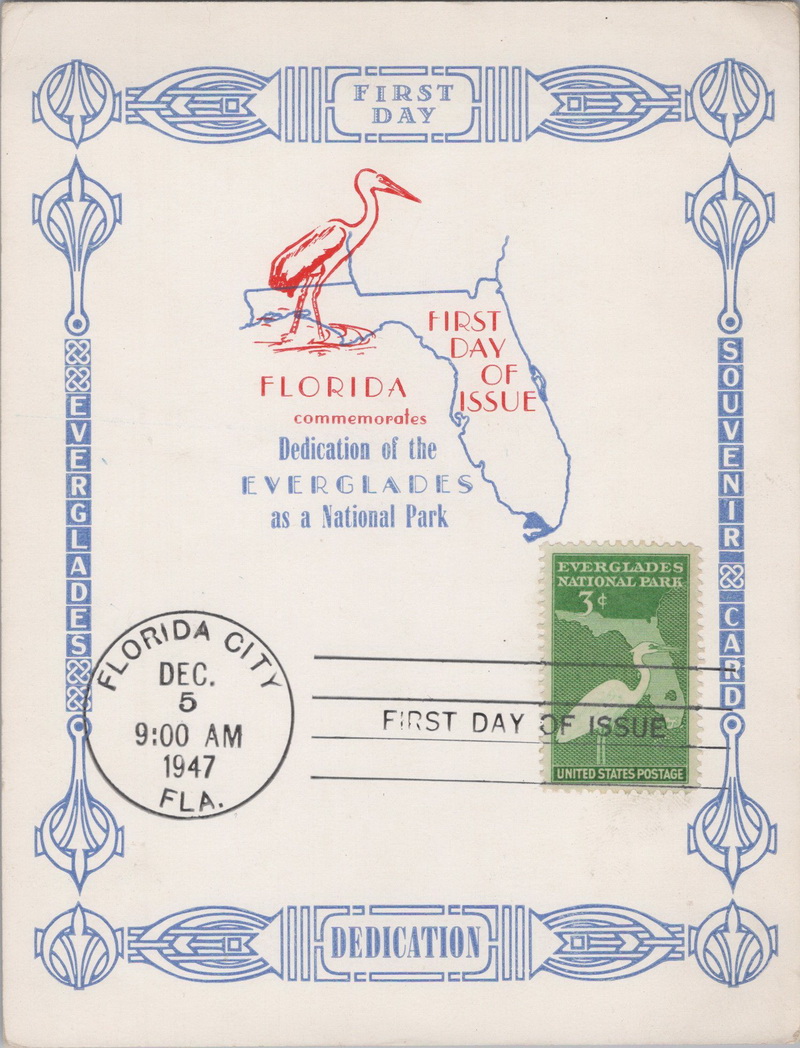 FIRST
DAY
FIRST
DAY
OF
ISSUE
FLORIDA
commemorates
Dedication of the
EVERGLADES
as a National Park
EVERGLADES
SOUVENIR CARD
EVERGLADES
NATIONAL PARK
3¢
UNITED STATES POSTAGE
FLORIDA CITY
DEC.
5
9:00 AM
1947
FLA.
FIRST DAY OF ISSUE
DEDICATION